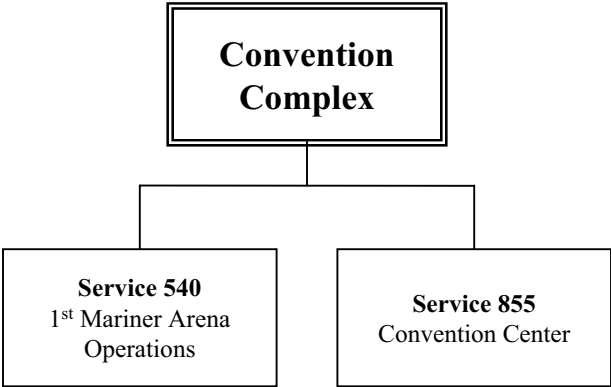 Convention
Complex
Service 540
1st Mariner Arena
Operations
Service 855
Convention Center